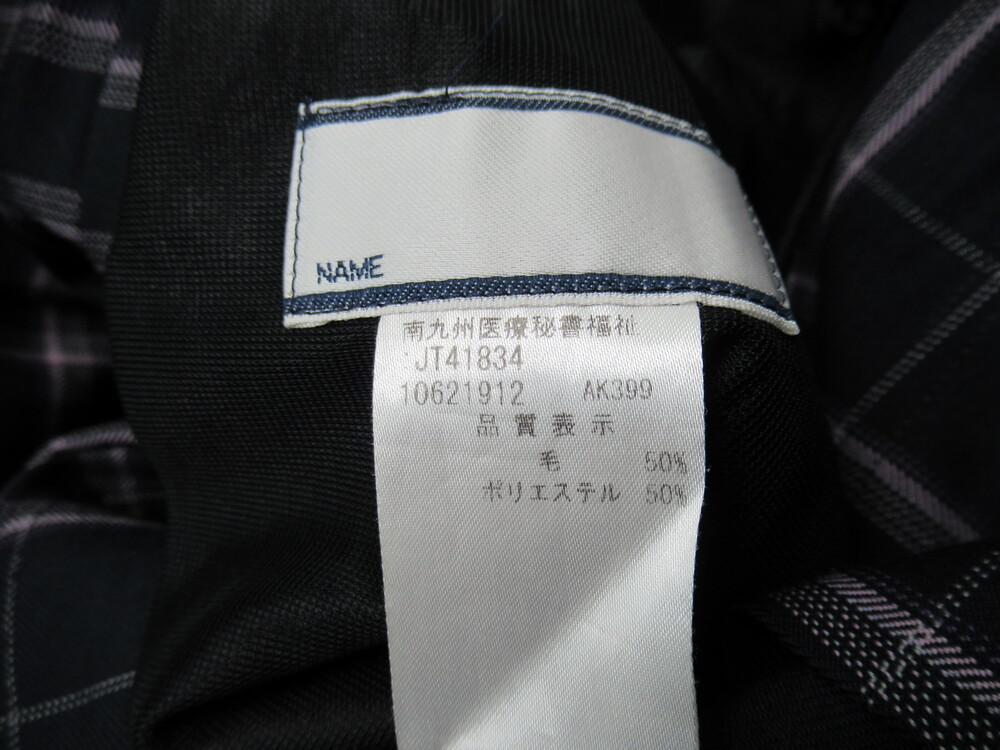 NAME
南九州医療秘書福祉
JT41834
10621912 AK399
品質表示
毛 50%
ポリエステル 50%